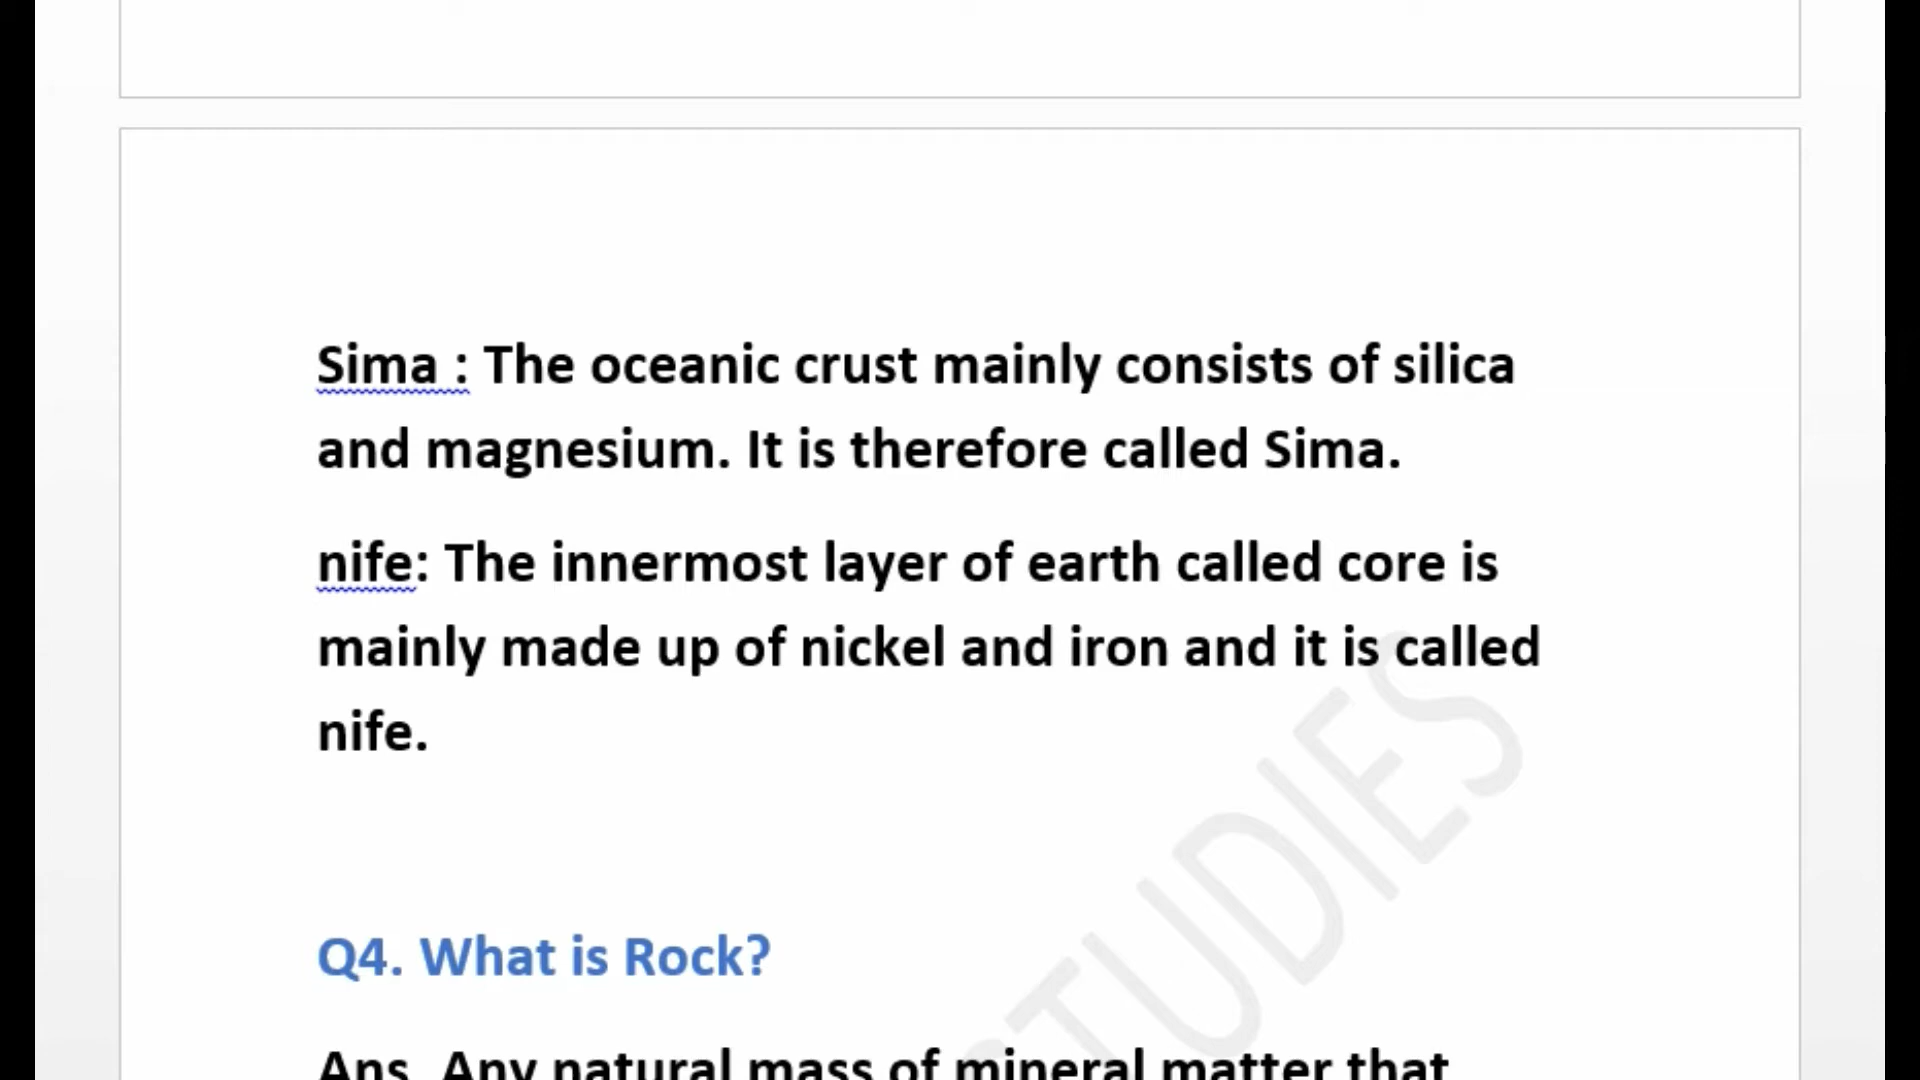 Sima : The oceanic crust mainly consists of silica
and magnesium. It is therefore called Sima.
nife: The innermost layer of earth called core is
mainly made up of nickel and iron and it is called
nife.
STUDIES
Q4. What is Rock?
Ans. Any natural mass of mineral matter that